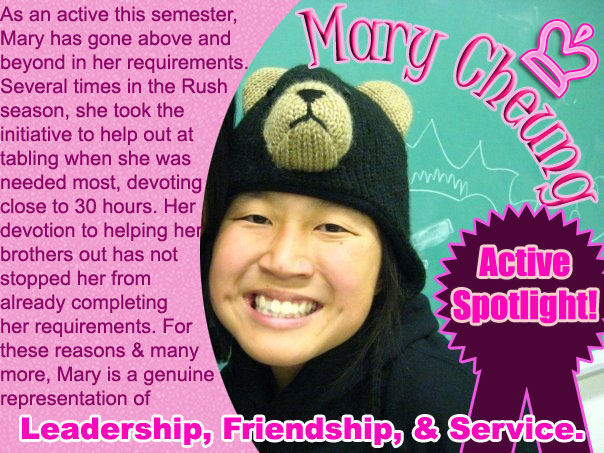 Mary Cheung
As an active this semester,
Mary has gone above and
beyond in her requirements.
Several times in the Rush
season, she took the
initiative to help out at
tabling when she was
needed most, devoting
close to 30 hours. Her
devotion to helping her
brothers out has not
stopped her from
already completing
her requirements. For
these reasons & many
more, Mary is a genuine
representation of
Leadership, Friendship, & Service.
Active
Spotlight!